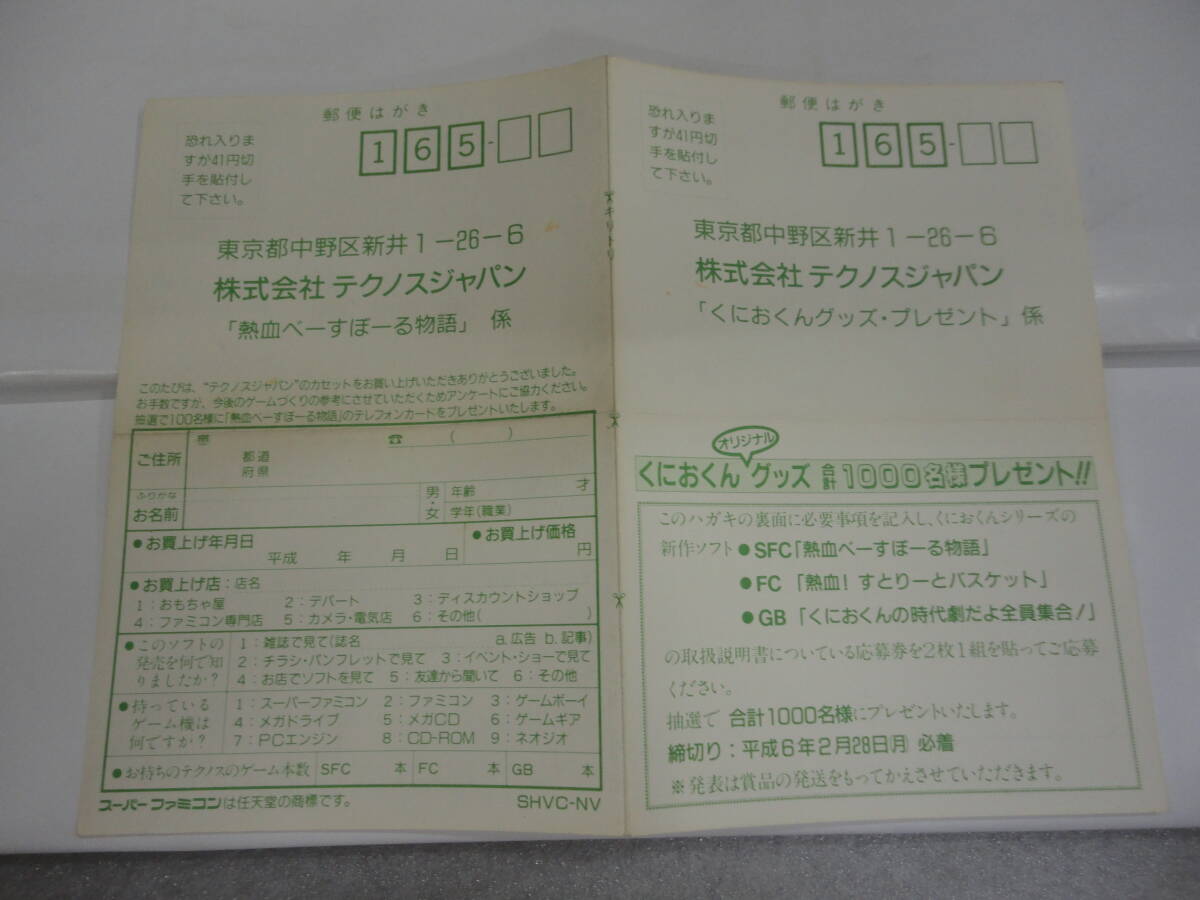 郵便はがき
恐れ入りま
すが41円切
手を貼付し
て下さい。
165-
東京都中野区新井1-26-6
株式会社 テクノスジャパン
「熱血べーすぼーる物語」 係
このたびは、"テクノスジャパン"のカセットをお買い上げいただきありがとうございました。
お手数ですが、今後のゲームづくりの参考にさせていただくためアンケートにご協力ください。
抽選で100名様に「熱血べーすぼーる物語」のテレフォンカードをプレゼントいたします。
ご住所 〒 ☎ ( )
都道
府県
ふりかな
お名前 男・女 年齢 才
学年(職業)
●お買上げ年月日 平成 年 月 日
●お買上げ価格 円
●お買上げ店:店名
1:おもちゃ屋 2:デパート 3:ディスカウントショップ
4:ファミコン専門店 5:カメラ・電気店 6:その他( )
●このソフトの
発売を何で知
りましたか?
1:雑誌で見て(誌名 a.広告 b.記事)
2:チラシ・パンフレットで見て 3:イベント・ショーで見て
4:お店でソフトを見て 5:友達から聞いて 6:その他
●持っている
ゲーム機は
何ですか?
1:スーパーファミコン 2:ファミコン 3:ゲームボーイ
4:メガドライブ 5:メガCD 6:ゲームギア
7:PCエンジン 8:CD-ROM 9:ネオジオ
●お持ちのテクノスのゲーム本数 SFC 本 FC 本 GB 本
スーパーファミコンは任天堂の商標です。 SHVC-NV
キリトリ
郵便はがき
恐れ入りま
すが41円切
手を貼付し
て下さい。
165-
東京都中野区新井1-26-6
株式会社 テクノスジャパン
「くにおくんグッズ・プレゼント」係
オリジナル
くにおくんグッズ 合計1000名様プレゼント!!
このハガキの裏面に必要事項を記入し、くにおくんシリーズの
新作ソフト ●SFC「熱血べーすぼーる物語」
●FC 「熱血! すとりーとバスケット」
●GB 「くにおくんの時代劇だよ全員集合!」
の取扱説明書についている応募券を2枚1組を貼ってご応募
ください。
抽選で 合計1000名様にプレゼントいたします。
締切り:平成6年2月28日(月) 必着
※発表は賞品の発送をもってかえさせていただきます。